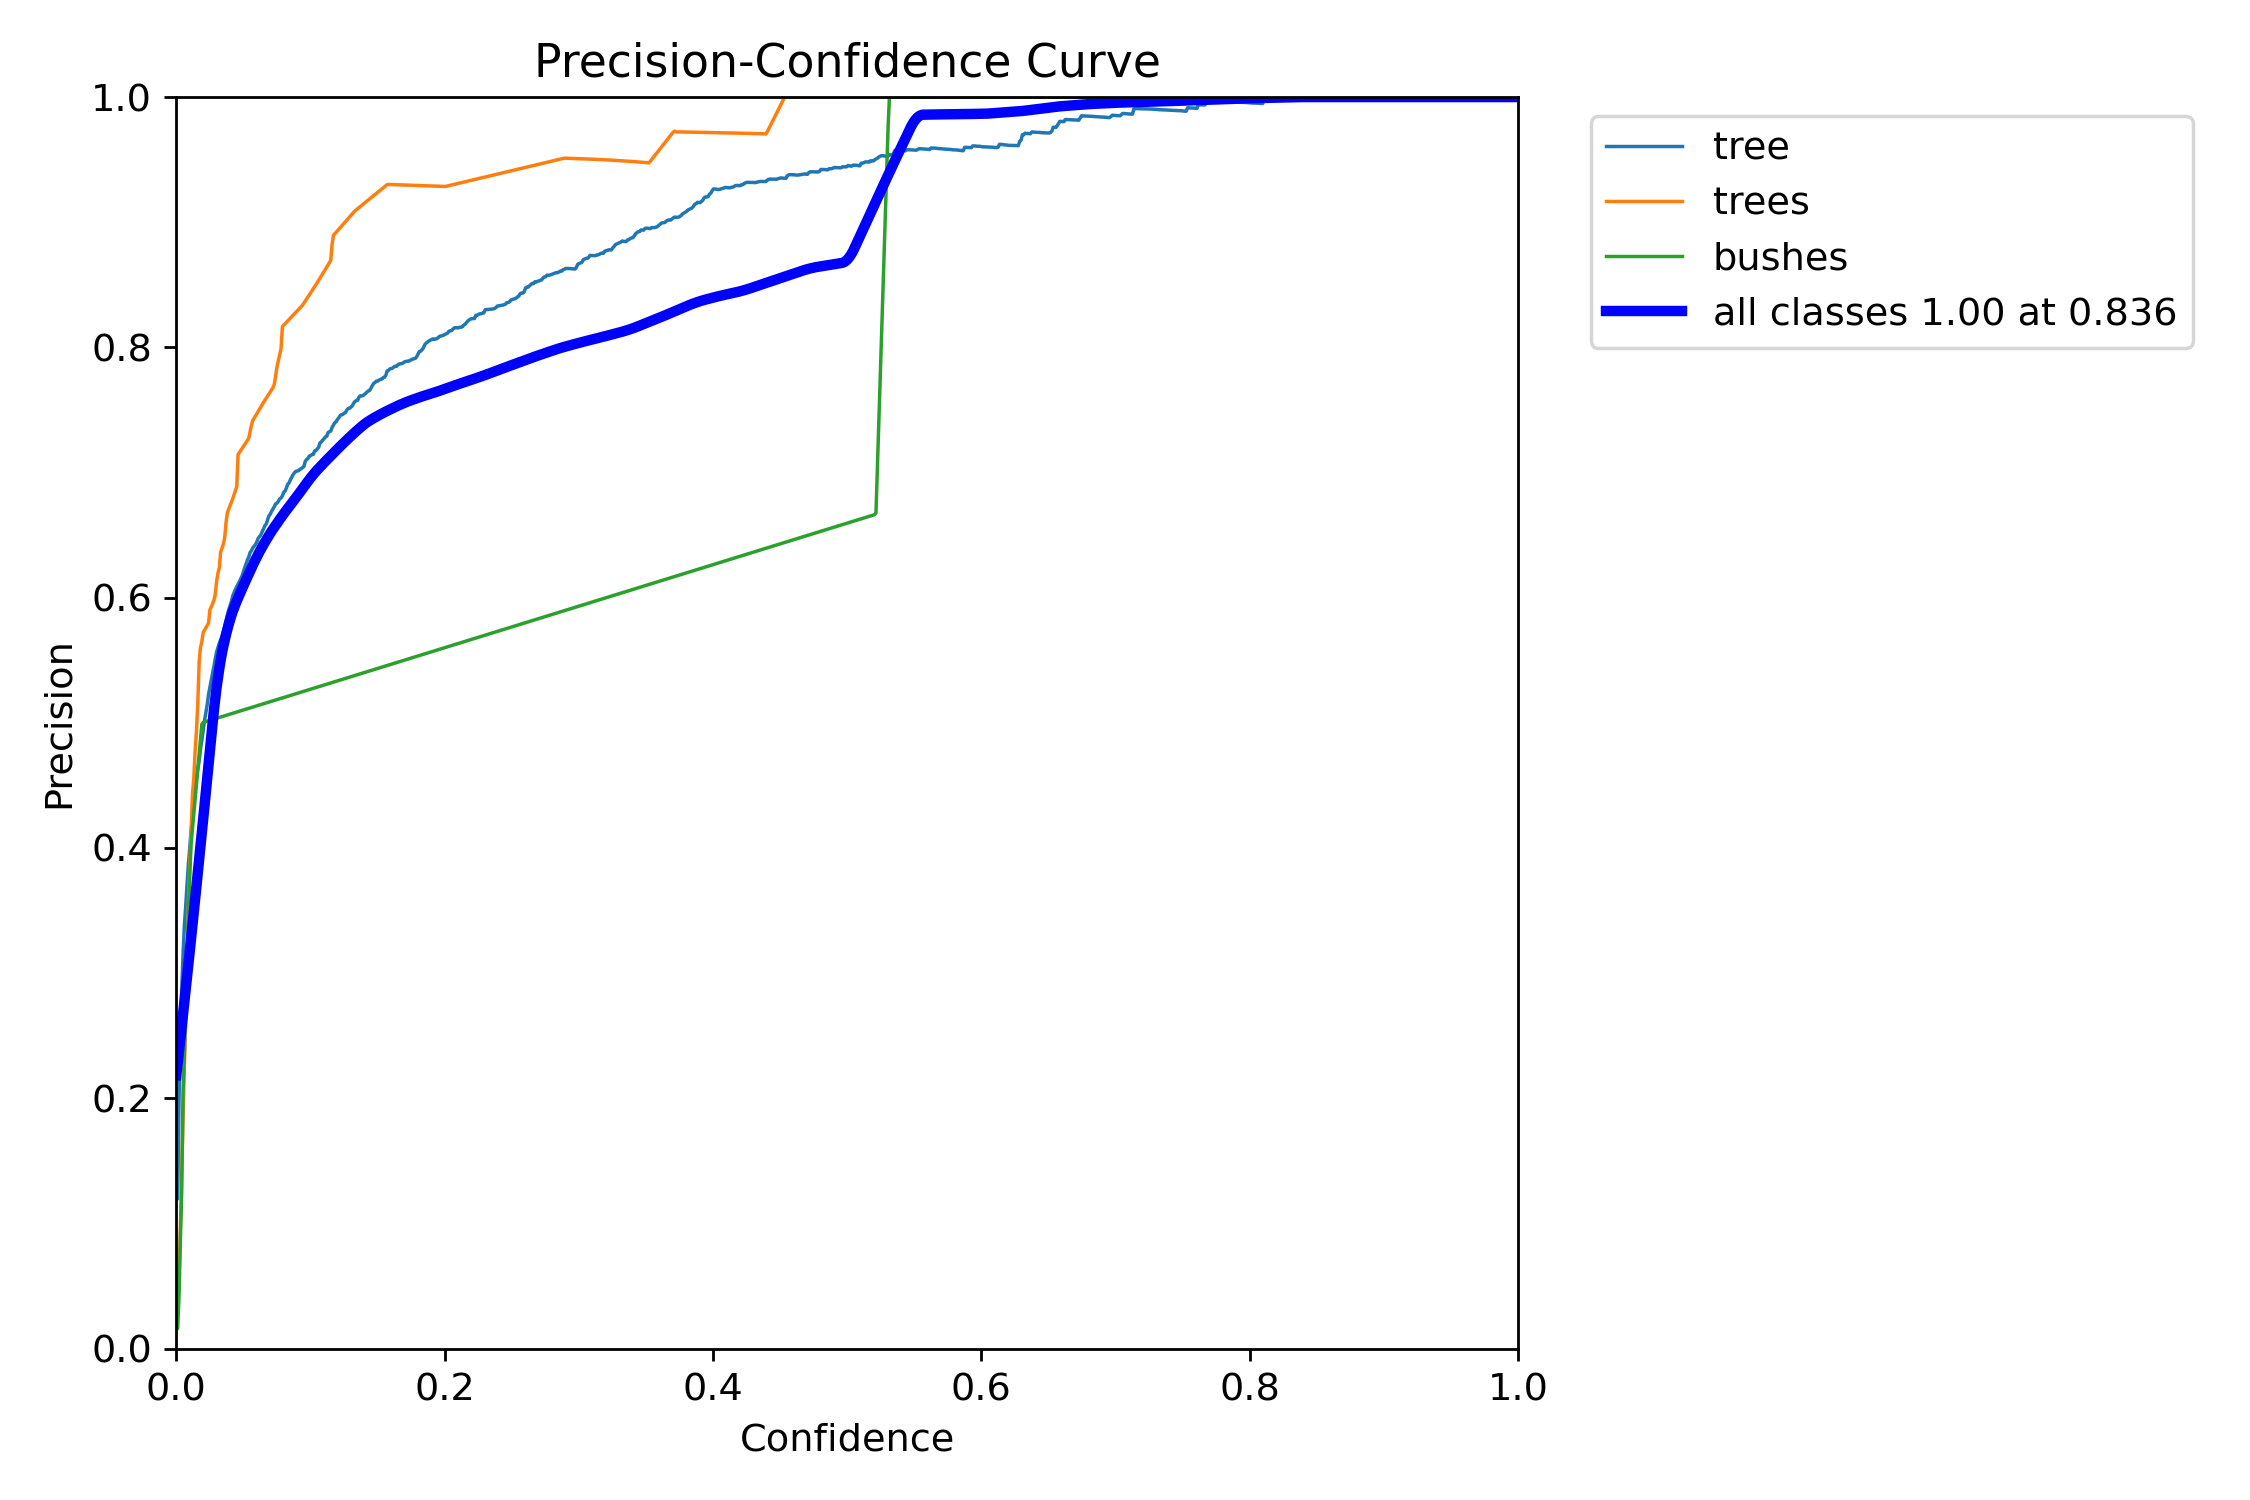 Precision-Confidence Curve
1.0
0.8
0.6
0.4
0.2
0.0
Precision
0.0 0.2 0.4 0.6 0.8 1.0
Confidence
tree
trees
bushes
all classes 1.00 at 0.836